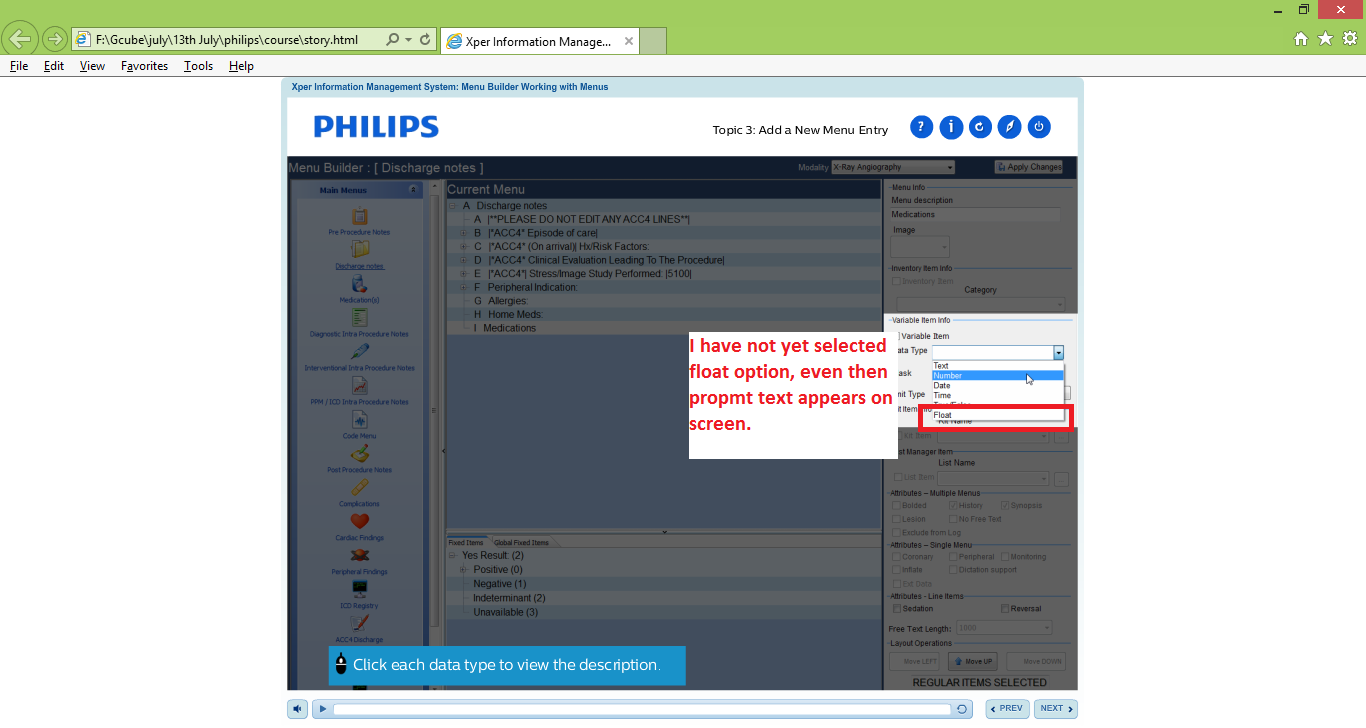 F:\Gcube\july\13th July\philips\course\story.html
Xper Information Manage...
File Edit View Favorites Tools Help
Xper Information Management System: Menu Builder Working with Menus
PHILIPS
Topic 3: Add a New Menu Entry
Menu Builder : [ Discharge notes ]
Modality X-Ray Angiography
Apply Changes
Main Menus
Pre Procedure Notes
Discharge notes
Medication(s)
Diagnostic Intra Procedure Notes
Interventional Intra Procedure Notes
PPM / ICD Intra Procedure Notes
Code Menu
Post Procedure Notes
Complications
Cardiac Findings
Peripheral Findings
ICD Registry
ACC4 Discharge
Current Menu
A Discharge notes
A |**PLEASE DO NOT EDIT ANY ACC4 LINES**|
B |*ACC4* Episode of care|
C |*ACC4* (On arrival)| Hx/Risk Factors:
D |*ACC4* Clinical Evaluation Leading To The Procedure|
E |*ACC4*| Stress/Image Study Performed: |5100|
F Peripheral Indication:
G Allergies:
H Home Meds:
I Medications
I have not yet selected
float option, even then
propmt text appears on
screen.
Fixed Items Global Fixed Items
Yes Result: (2)
Positive (0)
Negative (1)
Indeterminant (2)
Unavailable (3)
Click each data type to view the description.
Menu Info
Menu description
Medications
Image
Inventory Item Info
Inventory Item
Category
Variable Item Info
Variable Item
ata Type
Text
Number
ask
Date
Time
nit Type
Float
Kit Name
Kit Item
st Manager Item
List Name
List Item
Attributes – Multiple Menus
Bolded History Synopsis
Lesion No Free Text
Exclude from Log
Attributes – Single Menu
Coronary Peripheral Monitoring
Inflate Dictation support
Attributes - Line Items
Sedation Reversal
Free Text Length: 1000
Layout Operations
Move LEFT Move UP Move DOWN
REGULAR ITEMS SELECTED
PREV NEXT